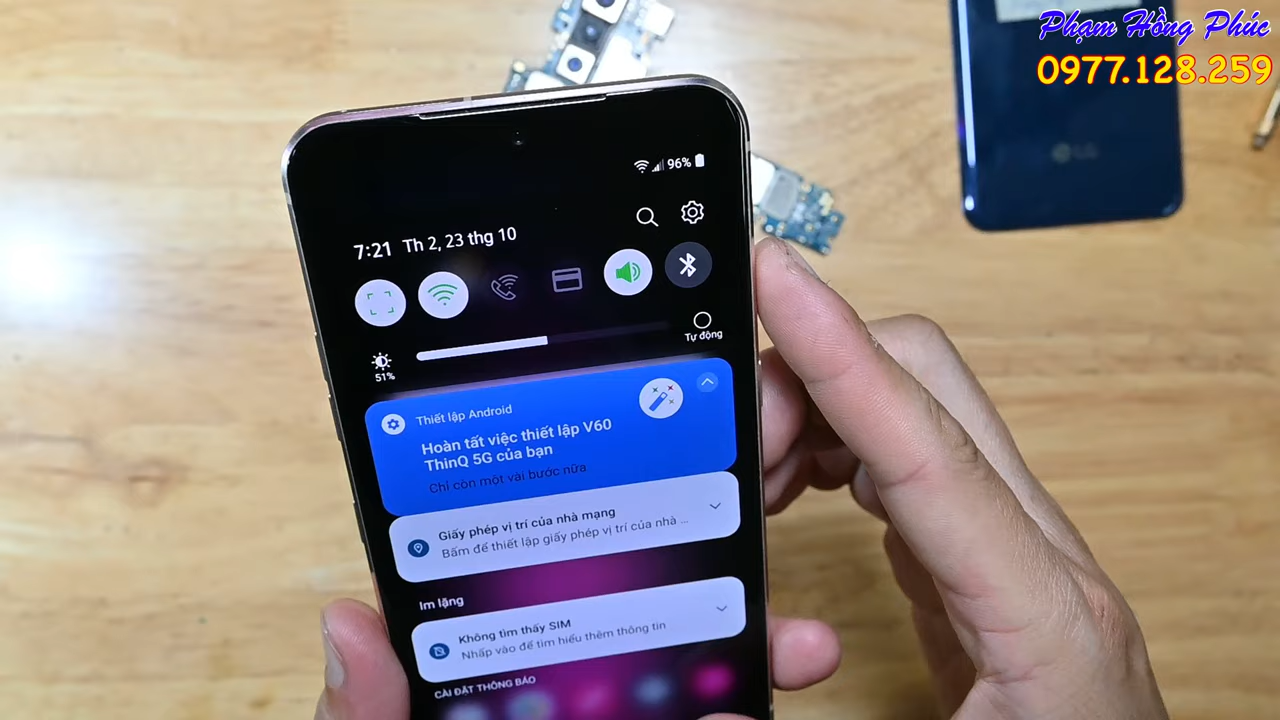 Phạm Hồng Phúc
0977.128.259
96%
7:21 Th 2, 23 thg 10
Tự động
51%
Thiết lập Android
Hoàn tất việc thiết lập V60
ThinQ 5G của bạn
Chỉ còn một vài bước nữa
Giấy phép vị trí của nhà mạng
Bấm để thiết lập giấy phép vị trí của nhà ...
Im lặng
Không tìm thấy SIM
Nhấp vào để tìm hiểu thêm thông tin
CÀI ĐẶT THÔNG BÁO